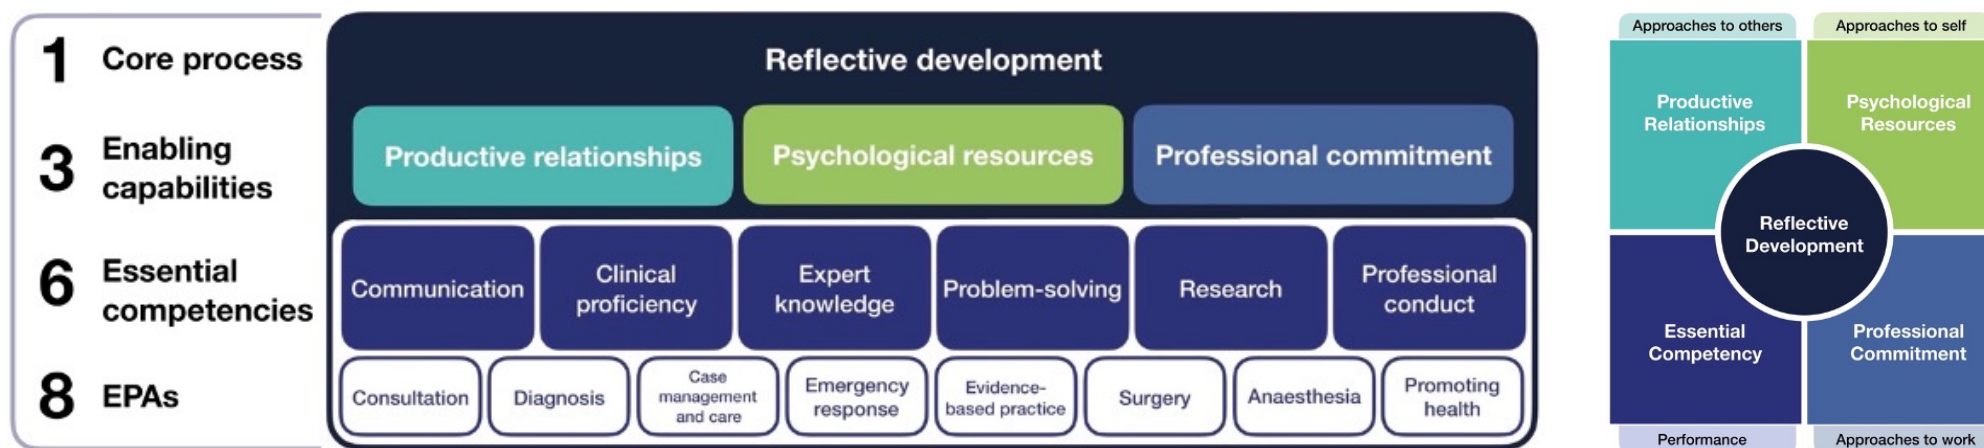 1 Core process
Reflective development
3 Enabling
capabilities
Productive relationships
Psychological resources
Professional commitment
6 Essential
competencies
Communication
Clinical
proficiency
Expert
knowledge
Problem-solving
Research
Professional
conduct
8 EPAs
Consultation
Diagnosis
Case
management
and care
Emergency
response
Evidence-
based practice
Surgery
Anaesthesia
Promoting
health
Approaches to others
Approaches to self
Productive
Relationships
Psychological
Resources
Reflective
Development
Essential
Competency
Professional
Commitment
Performance
Approaches to work